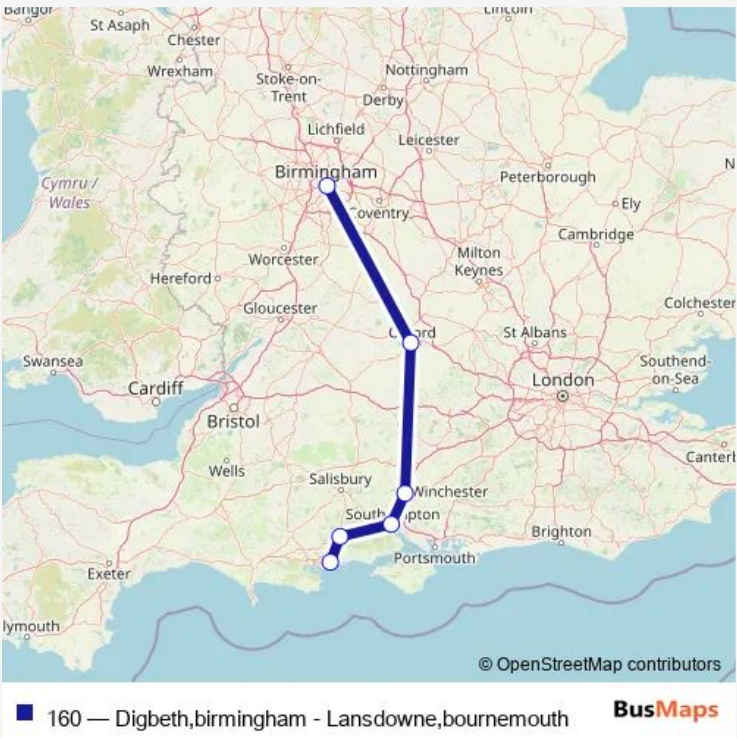 Bangor
St Asaph
Chester
Lincoln
Wrexham
Stoke-on-
Trent
Nottingham
Derby
Lichfield
Leicester
Birmingham
Peterborough
N
Cymru /
Wales
Coventry
Ely
Cambridge
Worcester
Milton
Keynes
Hereford
Gloucester
Colchester
St Albans
Swansea
Southend-
on-Sea
Cardiff
London
Bristol
Wells
Salisbury
Winchester
Brighton
Portsmouth
Exeter
lymouth
© OpenStreetMap contributors
160 — Digbeth,birmingham - Lansdowne,bournemouth
BusMaps